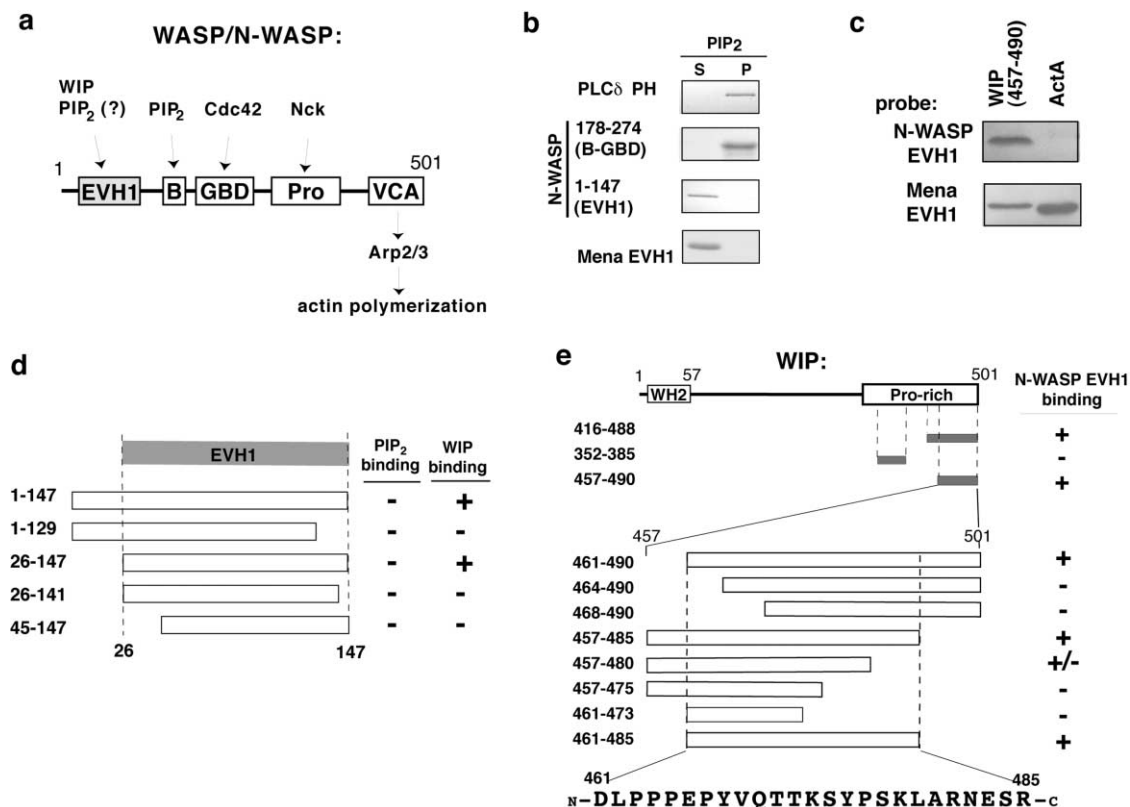 a
WASP/N-WASP:
WIP
PIP2 (?) PIP2 Cdc42 Nck
1 501
EVH1 B GBD Pro VCA
Arp2/3
actin polymerization
b
PIP2
S P
PLCδ PH
N-WASP
178-274
(B-GBD)
1-147
(EVH1)
Mena EVH1
c
probe:
WIP
(457-490)
ActA
N-WASP
EVH1
Mena
EVH1
d
EVH1
PIP2
binding
WIP
binding
1-147 - +
1-129 - -
26-147 - +
26-141 - -
45-147 - -
26 147
e
WIP:
1 57 501
WH2 Pro-rich
N-WASP EVH1
binding
416-488 +
352-385 -
457-490 +
457 501
461-490 +
464-490 -
468-490 -
457-485 +
457-480 +/-
457-475 -
461-473 -
461-485 +
461 485
N-DLPPPEPYVQTTKSYPSKLARNESR-C